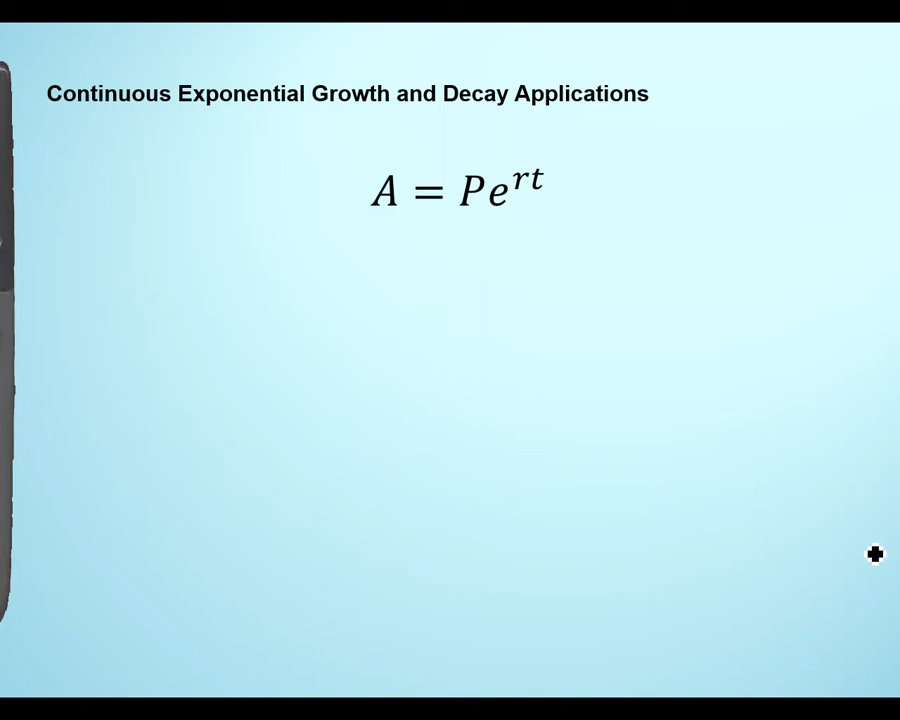 Continuous Exponential Growth and Decay Applications
A = Pe^{rt}